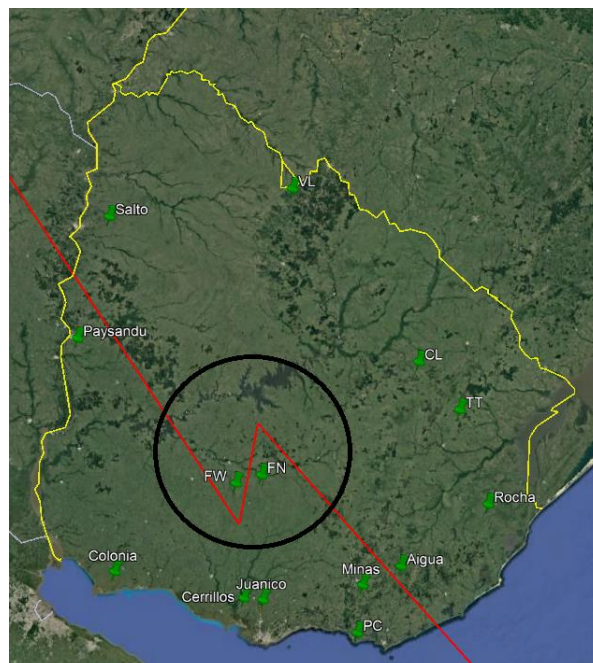 VL
Salto
Paysandu
CL
TT
FW
FN
Rocha
Colonia
Aigua
Minas
Juanico
Cerrillos
PC